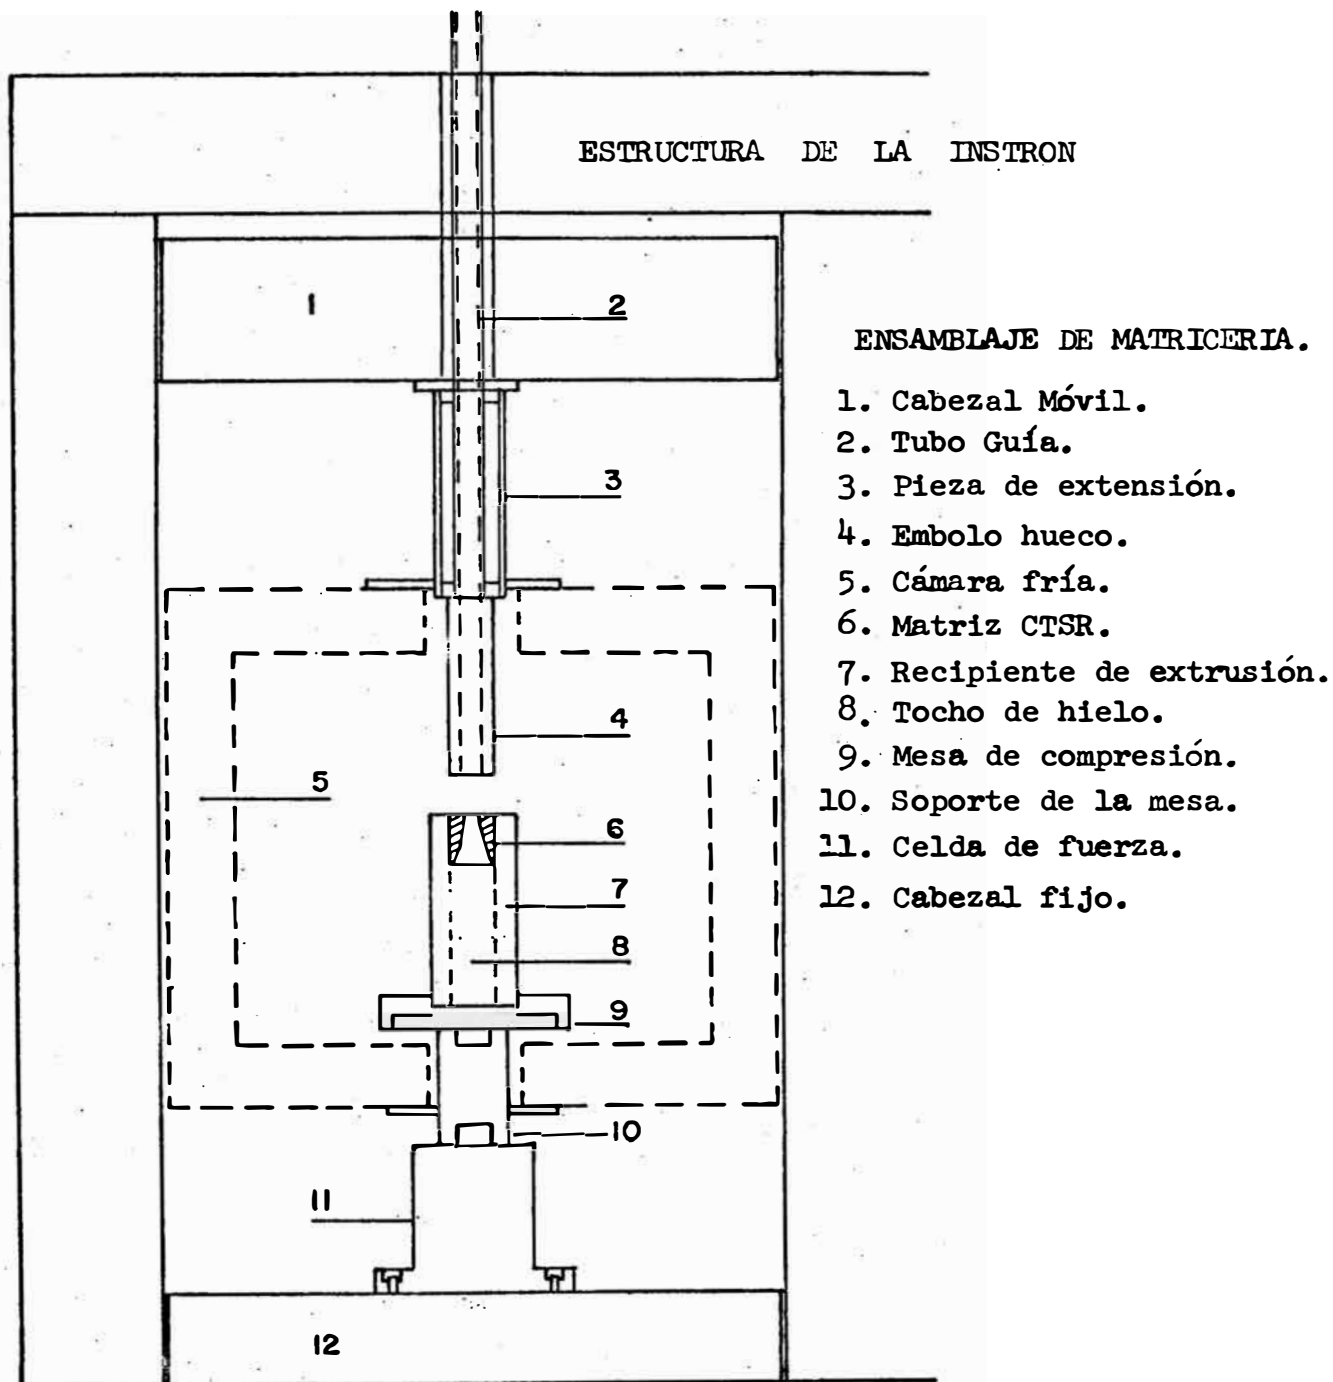 ESTRUCTURA DE LA INSTRON
1
2
ENSAMBLAJE DE MATRICERIA.
1. Cabezal Móvil.
2. Tubo Guía.
3
3. Pieza de extensión.
4. Embolo hueco.
5. Cámara fría.
6. Matriz CTSR.
7. Recipiente de extrusión.
4
8. Tocho de hielo.
9. Mesa de compresión.
5
10. Soporte de la mesa.
6
11. Celda de fuerza.
7
12. Cabezal fijo.
8
9
10
11
12